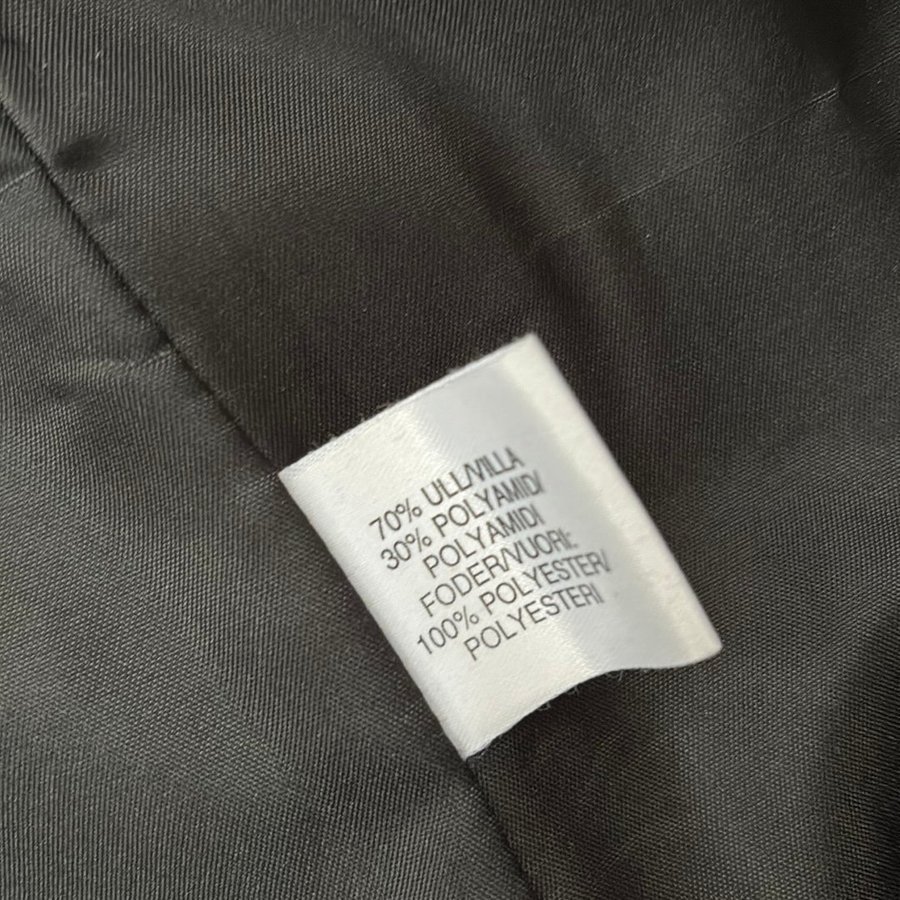 70% ULL/VILLA
30% POLYAMID/
POLYAMIDI
FODER/VUORI:
100% POLYESTER/
POLYESTERI